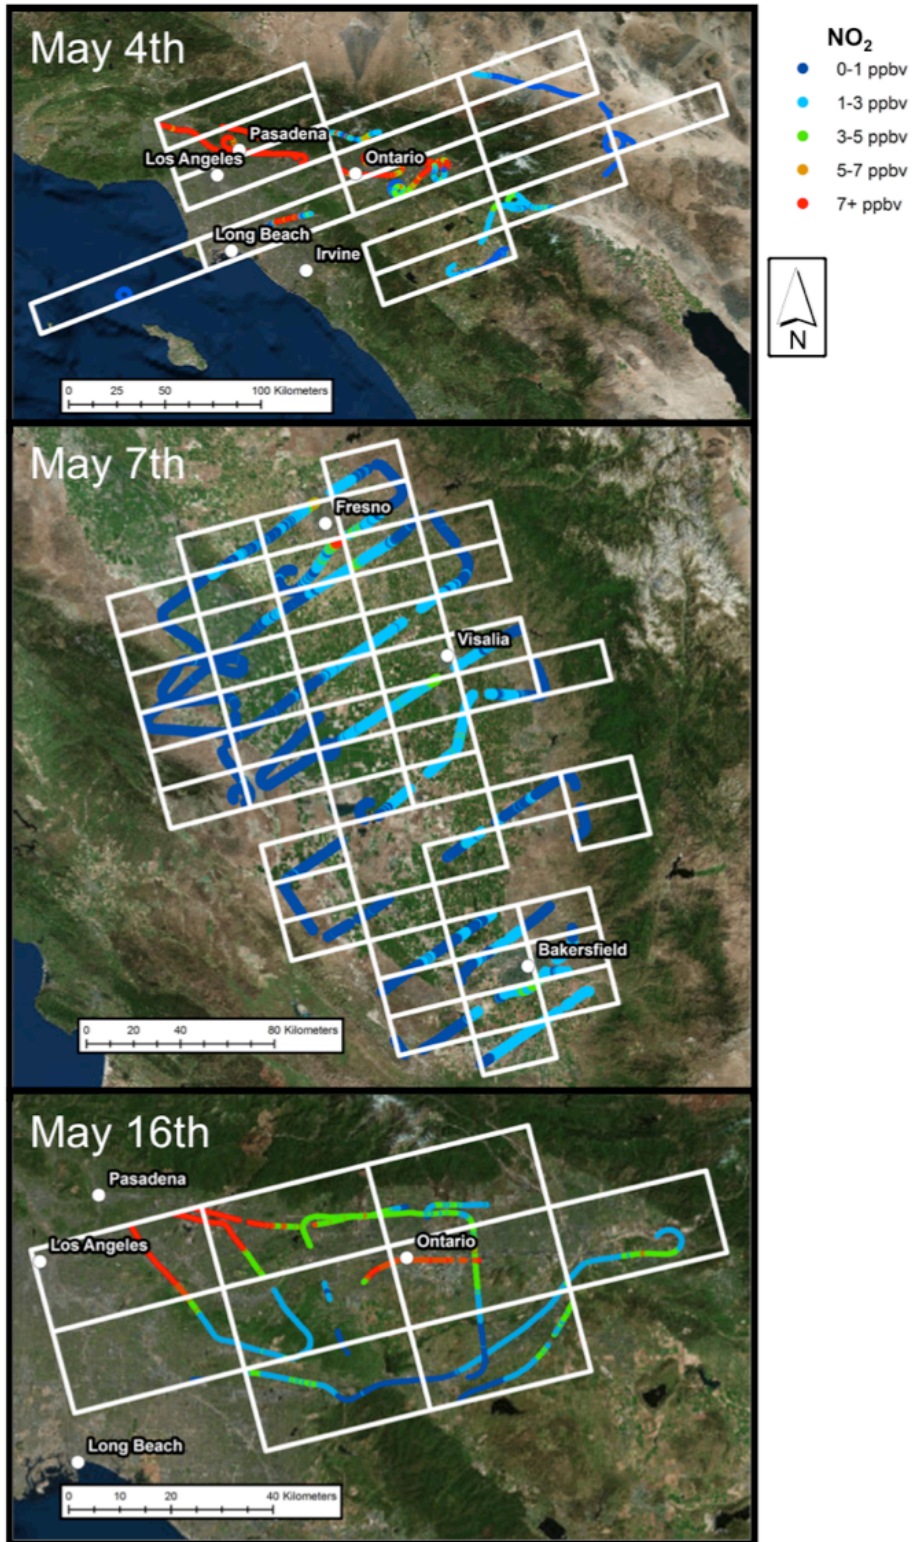 May 4th
Pasadena
Los Angeles
Ontario
Long Beach
Irvine
0 25 50 100 Kilometers
NO₂
0-1 ppbv
1-3 ppbv
3-5 ppbv
5-7 ppbv
7+ ppbv
N
May 7th
Fresno
Visalia
Bakersfield
0 20 40 80 Kilometers
May 16th
Pasadena
Los Angeles
Ontario
Long Beach
0 10 20 40 Kilometers